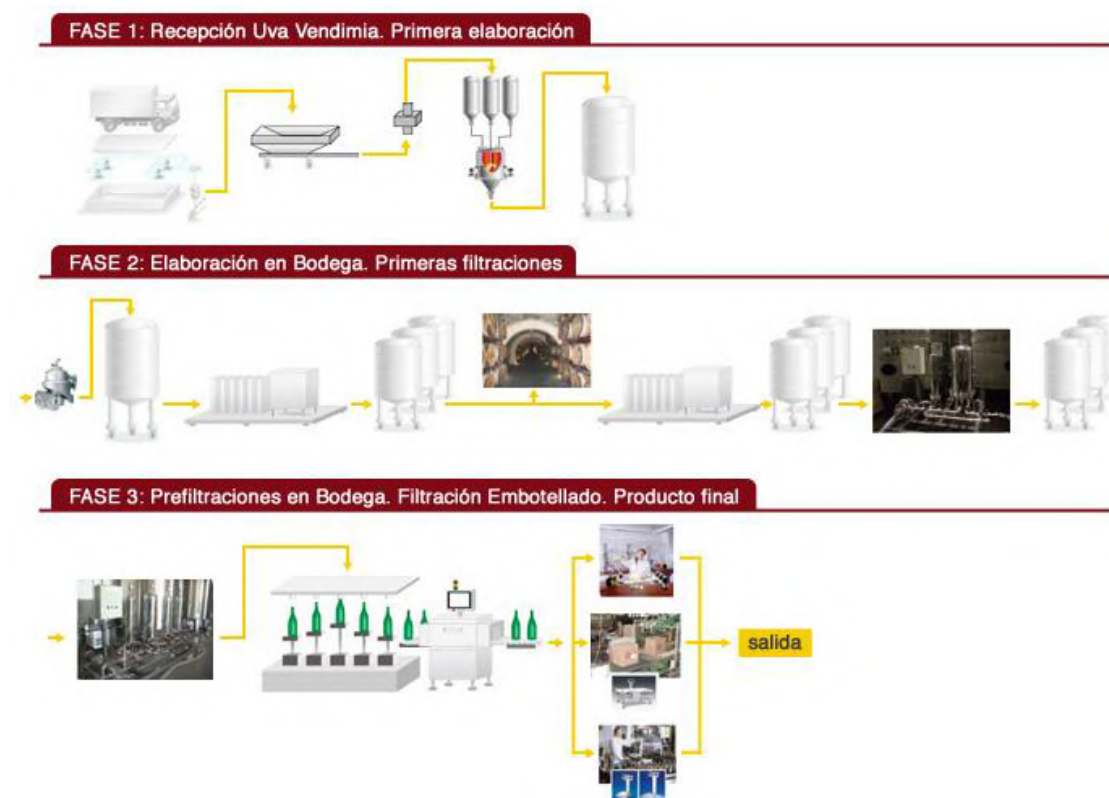 FASE 1: Recepción Uva Vendimia. Primera elaboración
FASE 2: Elaboración en Bodega. Primeras filtraciones
FASE 3: Prefiltraciones en Bodega. Filtración Embotellado. Producto final
salida